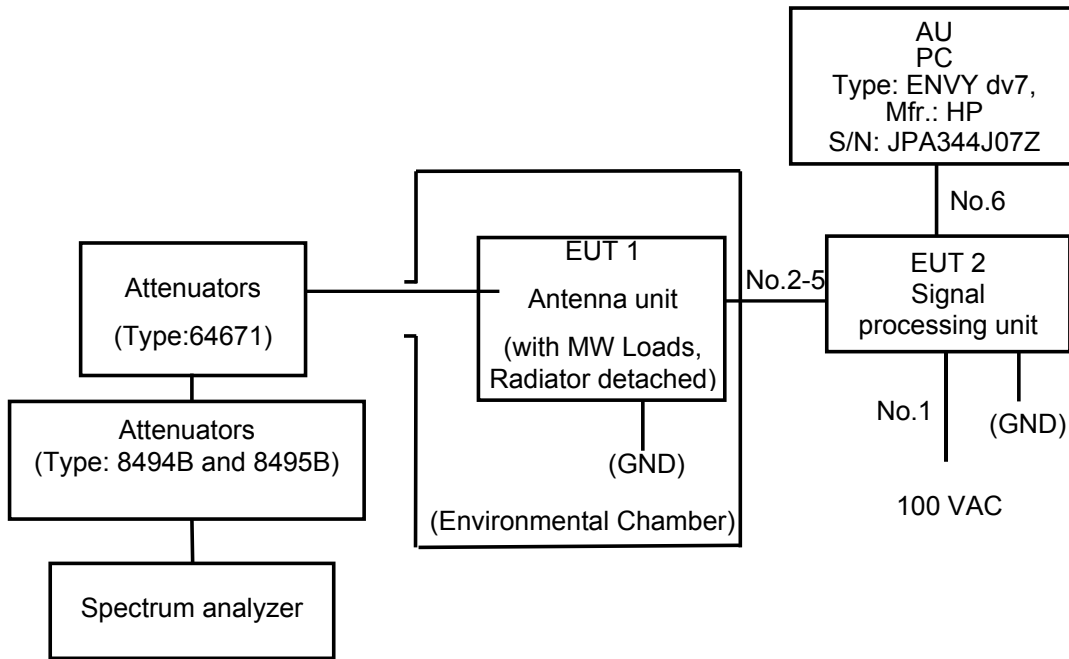 AU
PC
Type: ENVY dv7,
Mfr.: HP
S/N: JPA344J07Z
No.6
EUT 1
Antenna unit
(with MW Loads,
Radiator detached)
(GND)
(Environmental Chamber)
No.2-5
EUT 2
Signal
processing unit
No.1
(GND)
100 VAC
Attenuators
(Type:64671)
Attenuators
(Type: 8494B and 8495B)
Spectrum analyzer